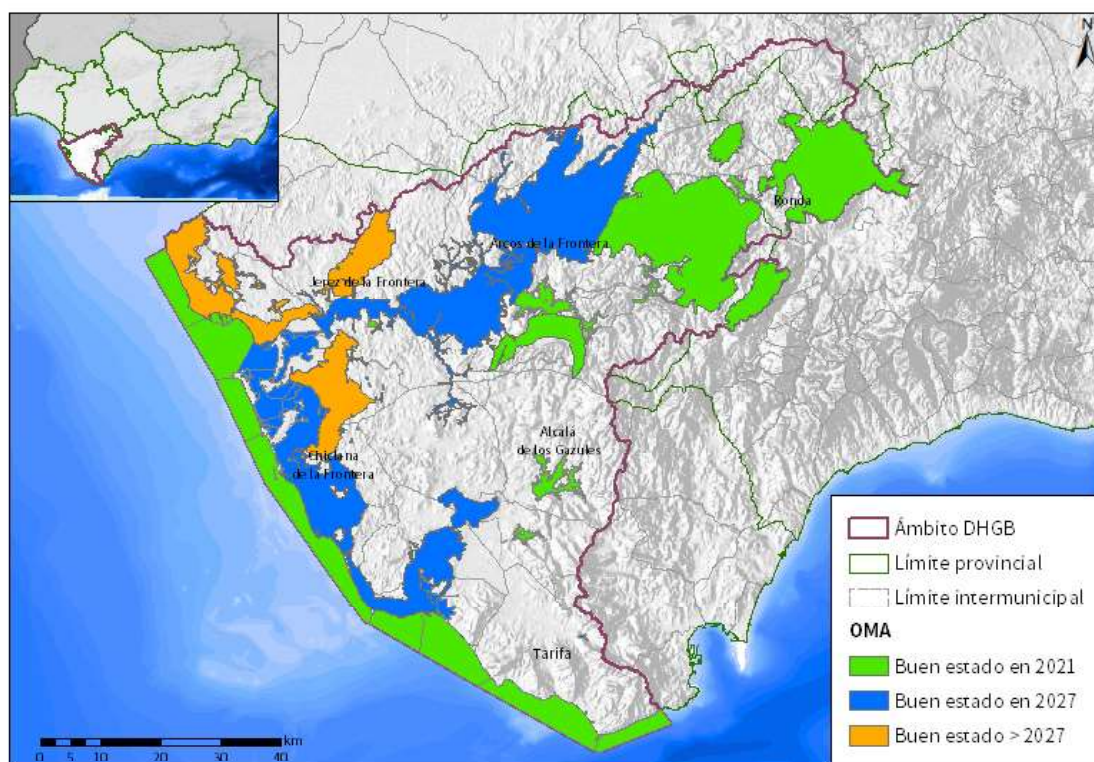 N
Ronda
Arcos de la Frontera
Jerez de la Frontera
Alcalá
de Los Gazules
Chiclana
de la Frontera
Tarifa
Ámbito DHGB
Límite provincial
Límite intermunicipal
OMA
Buen estado en 2021
Buen estado en 2027
Buen estado > 2027
km
0 5 10 20 30 40